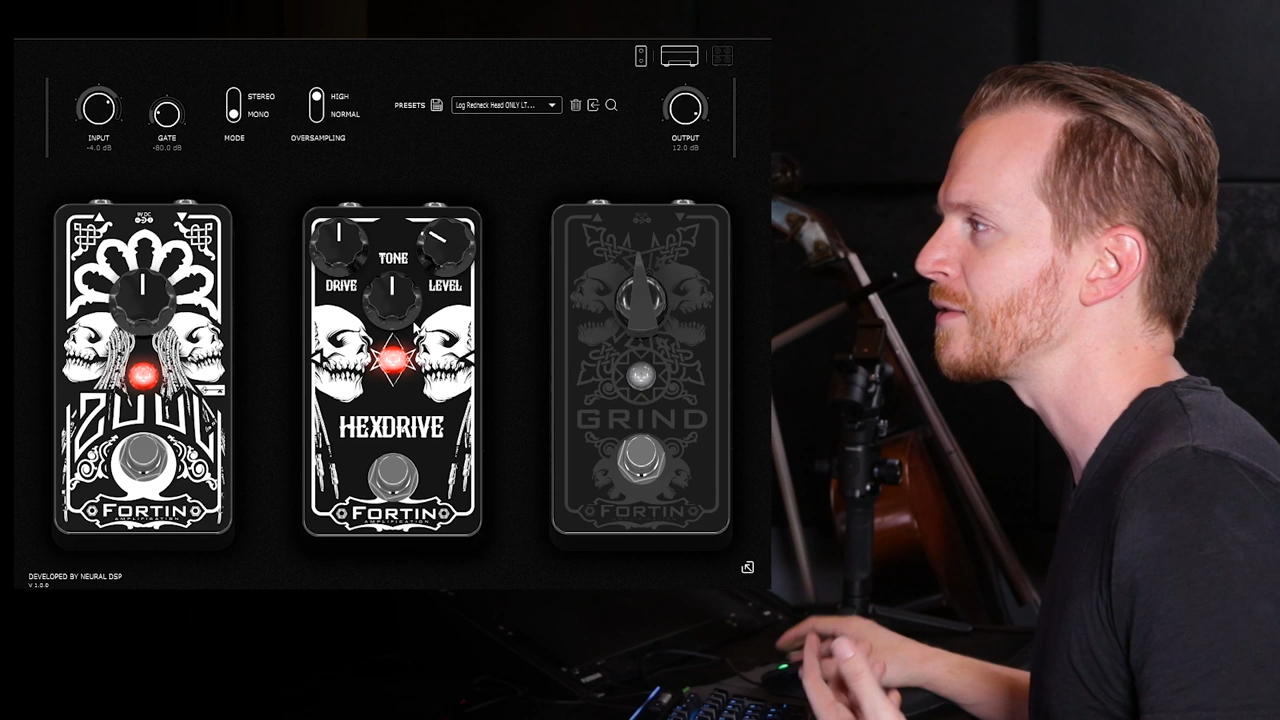 STEREO
MONO
MODE
HIGH
NORMAL
OVERSAMPLING
PRESETS
Log Redneck Head ONLY LT...
INPUT
-4.0 dB
GATE
-80.0 dB
OUTPUT
12.0 dB
ZUUL
FORTIN
AMPLIFICATION
TONE
DRIVE
LEVEL
HEXDRIVE
FORTIN
AMPLIFICATION
GRIND
FORTIN
DEVELOPED BY NEURAL DSP
V 1.0.0